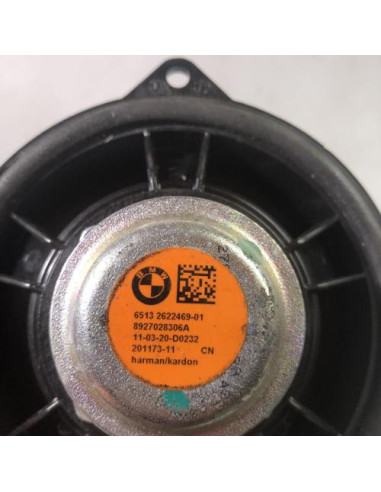 BMW
6513 2622469-01
8927028306A
11-03-20-D0232
201173-11 CN
harman/kardon